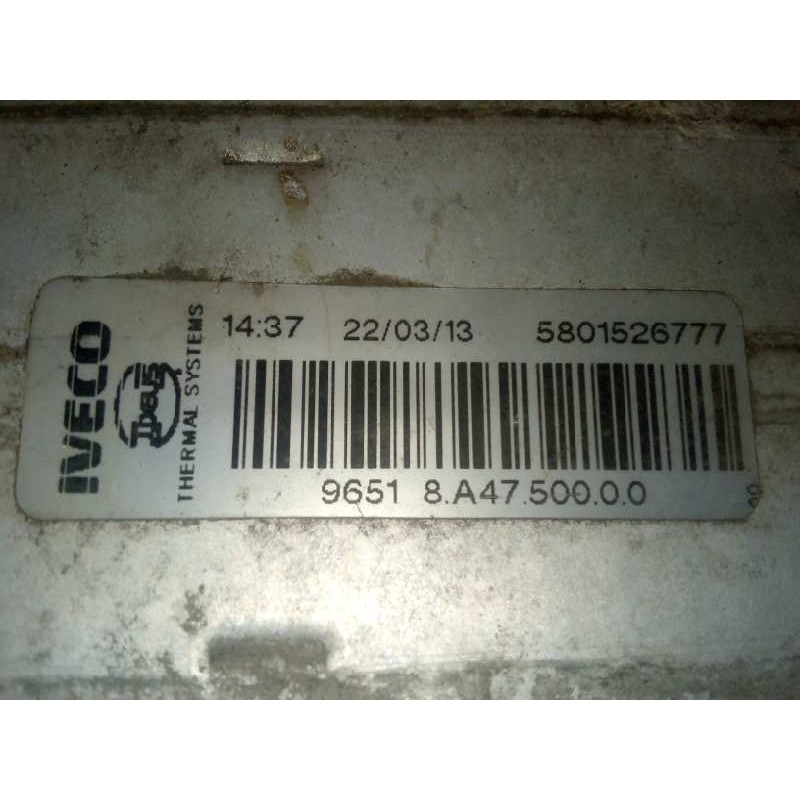 IVECO
THERMAL SYSTEMS
14:37 22/03/13 5801526777
9651 8.A47.500.0.0